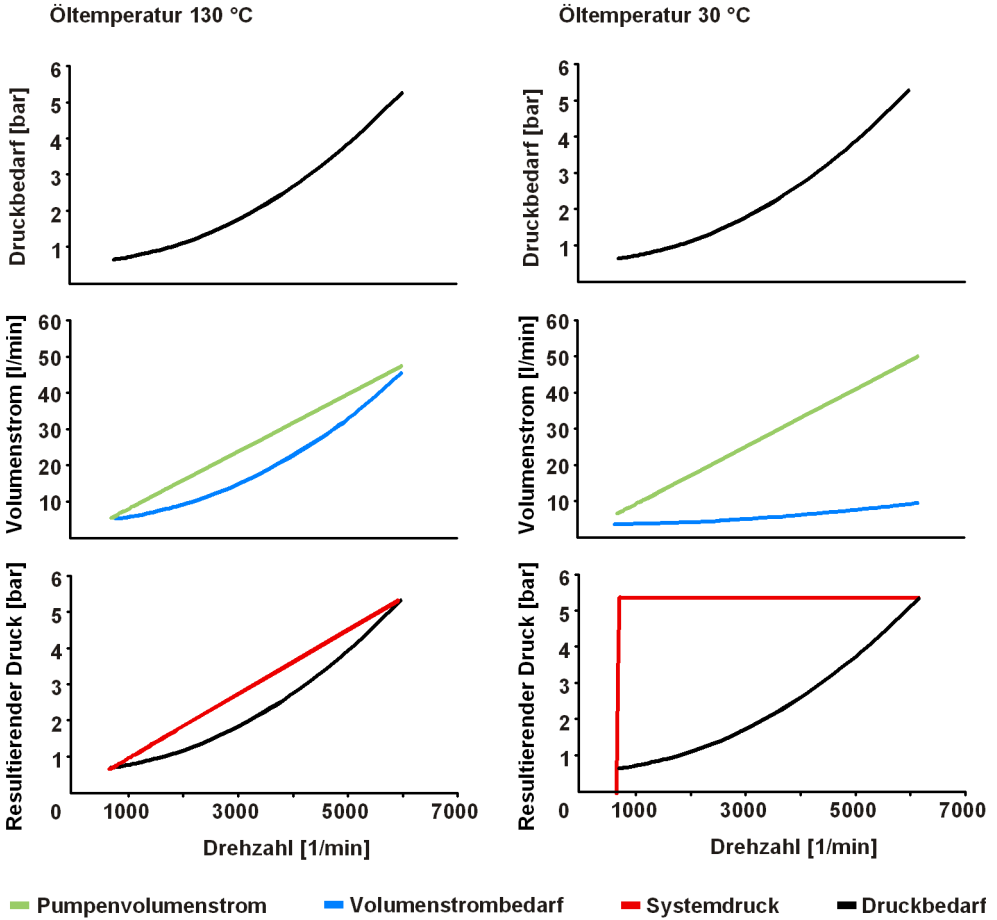 Öltemperatur 130 °C
Öltemperatur 30 °C
Druckbedarf [bar]
6
5
4
3
2
1
Druckbedarf [bar]
6
5
4
3
2
1
Volumenstrom [l/min]
60
50
40
30
20
10
Volumenstrom [l/min]
60
50
40
30
20
10
Resultierender Druck [bar]
6
5
4
3
2
1
0 1000 3000 5000 7000
Drehzahl [1/min]
Resultierender Druck [bar]
6
5
4
3
2
1
0 1000 3000 5000 7000
Drehzahl [1/min]
Pumpenvolumenstrom Volumenstrombedarf Systemdruck Druckbedarf